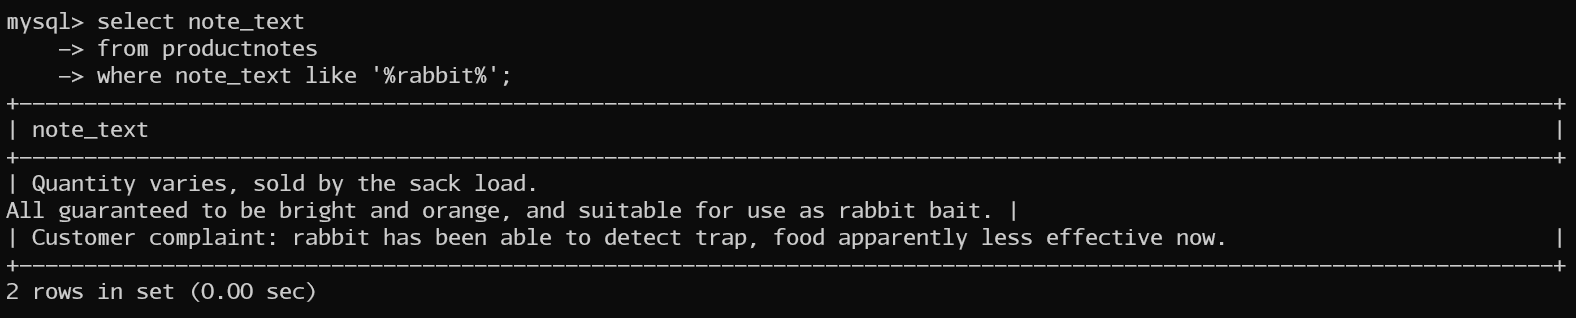 mysql> select note_text
    -> from productnotes
    -> where note_text like '%rabbit%';
+----------------------------------------------------------------------------------------------------------------------+
| note_text                                                                                                            |
+----------------------------------------------------------------------------------------------------------------------+
| Quantity varies, sold by the sack load.
All guaranteed to be bright and orange, and suitable for use as rabbit bait. |
| Customer complaint: rabbit has been able to detect trap, food apparently less effective now.                         |
+----------------------------------------------------------------------------------------------------------------------+
2 rows in set (0.00 sec)